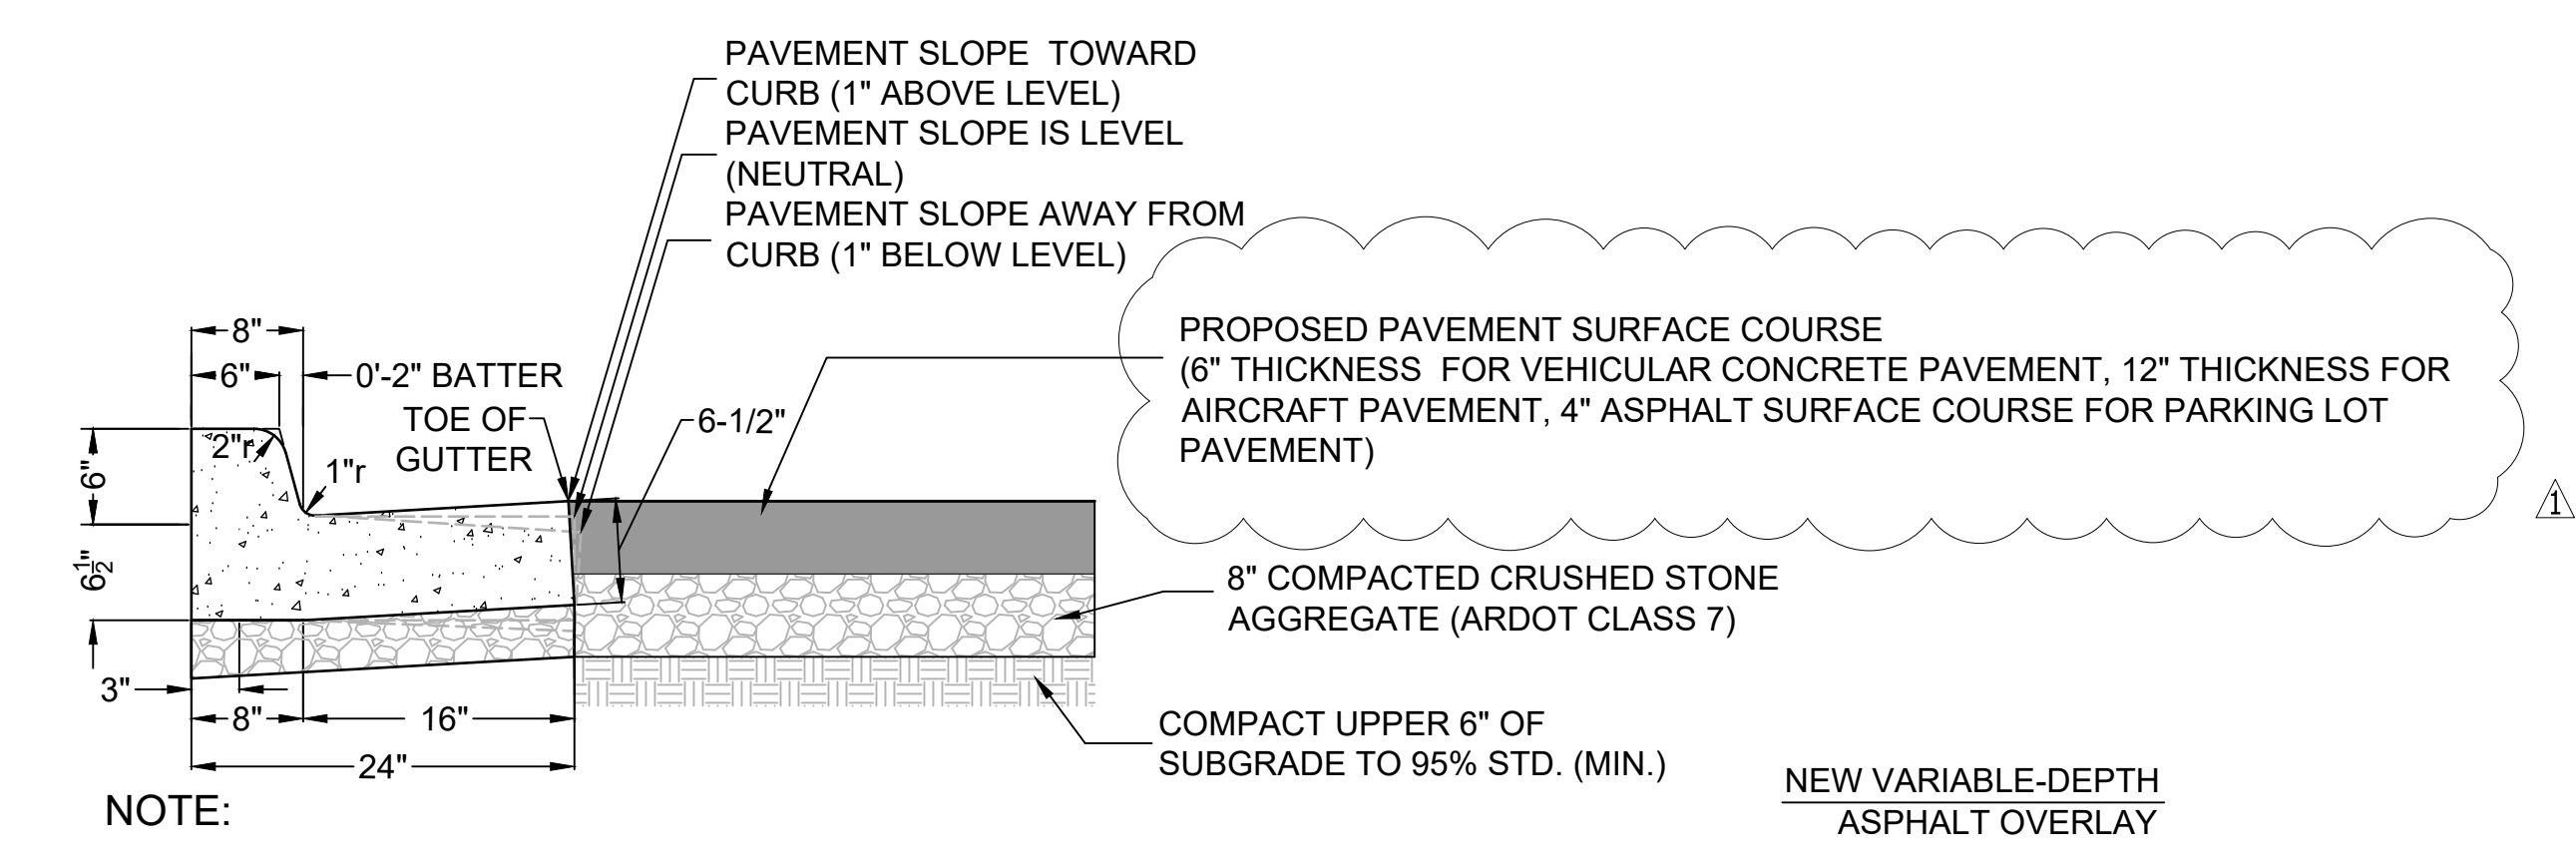 PAVEMENT SLOPE  TOWARD
CURB (1" ABOVE LEVEL)
PAVEMENT SLOPE IS LEVEL
(NEUTRAL)
PAVEMENT SLOPE AWAY FROM
CURB (1" BELOW LEVEL)
PROPOSED PAVEMENT SURFACE COURSE
(6" THICKNESS  FOR VEHICULAR CONCRETE PAVEMENT, 12" THICKNESS FOR
AIRCRAFT PAVEMENT, 4" ASPHALT SURFACE COURSE FOR PARKING LOT
PAVEMENT)
1
8"
6"
0'-2" BATTER
TOE OF
GUTTER
6-1/2"
2"r
1"r
6"
6 1/2"
8" COMPACTED CRUSHED STONE
AGGREGATE (ARDOT CLASS 7)
3"
8"
16"
24"
COMPACT UPPER 6" OF
SUBGRADE TO 95% STD. (MIN.)
NEW VARIABLE-DEPTH
ASPHALT OVERLAY
NOTE: